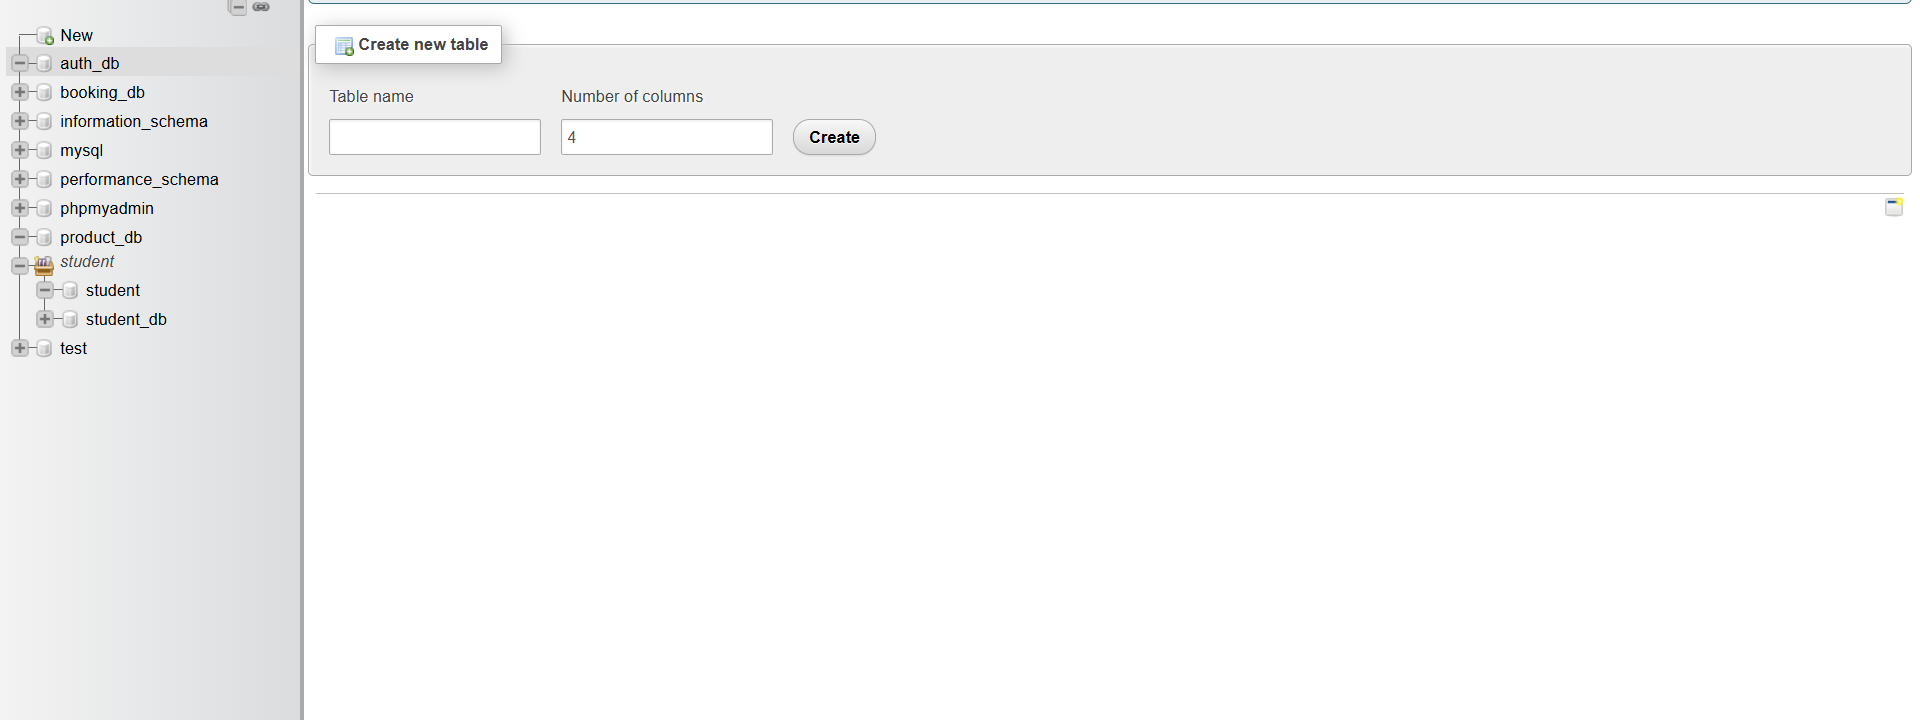 New
auth_db
booking_db
information_schema
mysql
performance_schema
phpmyadmin
product_db
student
student
student_db
test
Create new table
Table name
Number of columns
4
Create